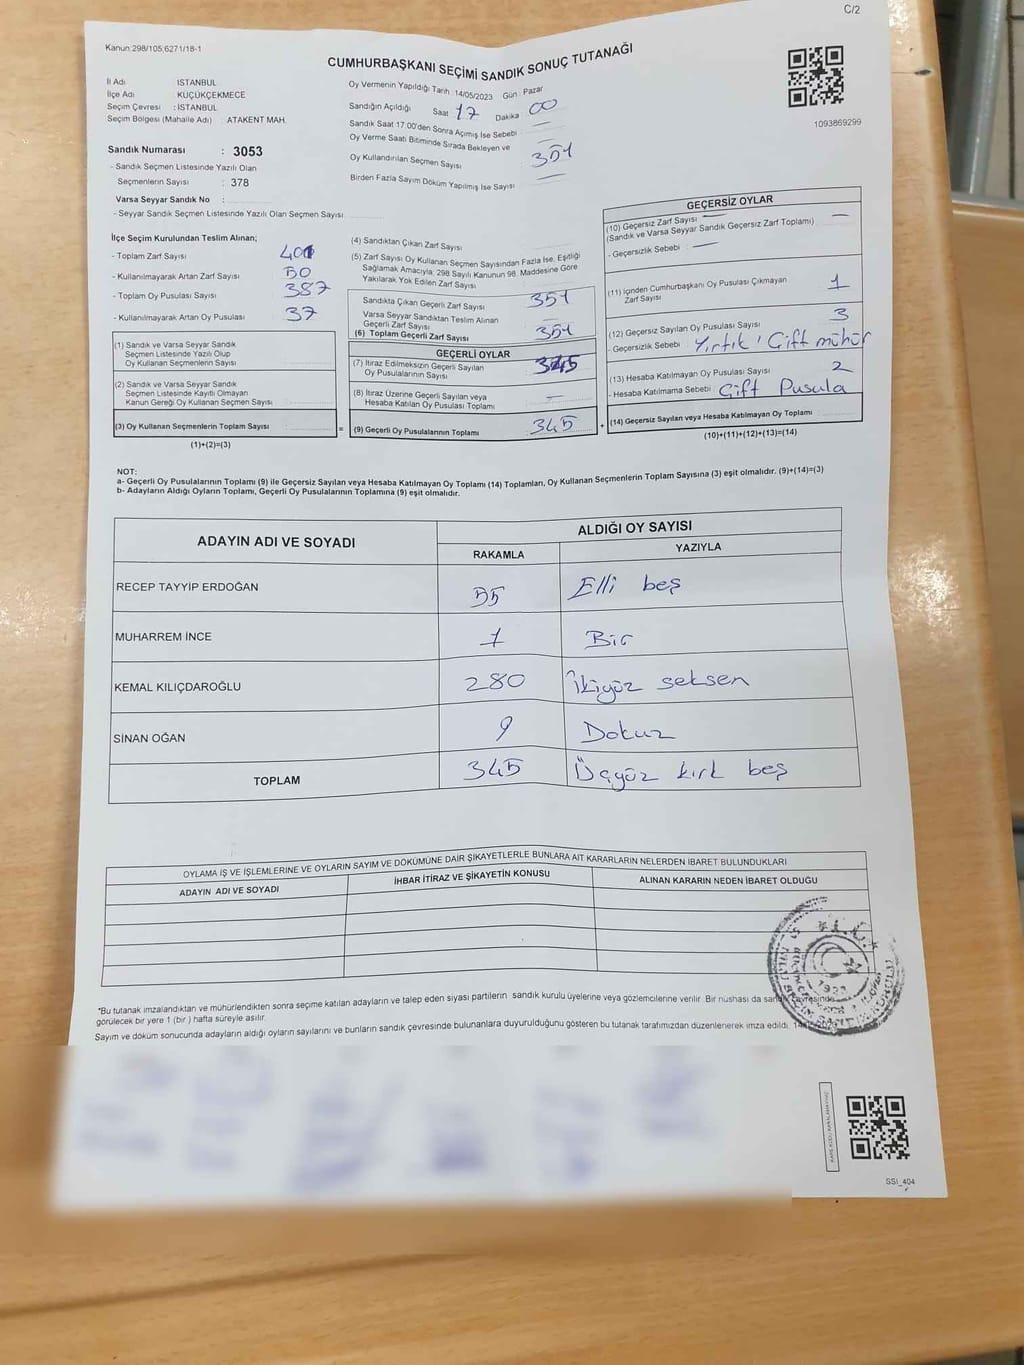 C/2
Kanun:298/105,6271/18-1
CUMHURBAŞKANI SEÇİMİ SANDIK SONUÇ TUTANAĞI
İl Adı İSTANBUL
İlçe Adı KÜÇÜKÇEKMECE
Seçim Çevresi : İSTANBUL
Seçim Bölgesi (Mahalle Adı) : ATAKENT MAH.
Sandık Numarası : 3053
- Sandık Seçmen Listesinde Yazılı Olan
Seçmenlerin Sayısı : 378
Varsa Seyyar Sandık No :
- Seyyar Sandık Seçmen Listesinde Yazılı Olan Seçmen Sayısı
Oy Vermenin Yapıldığı Tarih 14/05/2023 Gün : Pazar
Sandığın Açıldığı Saat 17 Dakika 00
Sandık Saat 17:00'den Sonra Açımış İse Sebebi
Oy Verme Saati Bitiminde Sırada Bekleyen ve
Oy Kullandırılan Seçmen Sayısı 351
Birden Fazla Sayım Döküm Yapılmış İse Sayısı
1093869299
İlçe Seçim Kurulundan Teslim Alınan;
- Toplam Zarf Sayısı
- Kullanılmayarak Artan Zarf Sayısı 50
- Toplam Oy Pusulası Sayısı 387
- Kullanılmayarak Artan Oy Pusulası 37
(1) Sandık ve Varsa Seyyar Sandık
Seçmen Listesinde Yazılı Olup
Oy Kullanan Seçmenlerin Sayısı
(2) Sandık ve Varsa Seyyar Sandık
Seçmen Listesinde Kayıtlı Olmayan
Kanun Gereği Oy Kullanan Seçmen Sayısı
(3) Oy Kullanan Seçmenlerin Toplam Sayısı
(1)+(2)=(3)
(4) Sandıktan Çıkan Zarf Sayısı
(5) Zarf Sayısı Oy Kullanan Seçmen Sayısından Fazla İse, Eşitliği
Sağlamak Amacıyla, 298 Sayılı Kanunun 98. Maddesine Göre
Yakılarak Yok Edilen Zarf Sayısı
Sandıkta Çıkan Geçerli Zarf Sayısı 351
Varsa Seyyar Sandıktan Teslim Alınan
Geçerli Zarf Sayısı
(6) Toplam Geçerli Zarf Sayısı 351
GEÇERLİ OYLAR
(7) İtiraz Edilmeksizin Geçerli Sayılan
Oy Pusulalarının Sayısı 345
(8) İtiraz Üzerine Geçerli Sayılan veya
Hesaba Katılan Oy Pusulası Toplamı —
= (9) Geçerli Oy Pusulalarının Toplamı 345
GEÇERSİZ OYLAR
(10) Geçersiz Zarf Sayısı —
(Sandık ve Varsa Seyyar Sandık Geçersiz Zarf Toplamı)
- Geçersizlik Sebebi —
(11) İçinden Cumhurbaşkanı Oy Pusulası Çıkmayan
Zarf Sayısı 1
(12) Geçersiz Sayılan Oy Pusulası Sayısı 3
- Geçersizlik Sebebi Yırtık / Çift mühür
(13) Hesaba Katılmayan Oy Pusulası Sayısı 2
- Hesaba Katılmama Sebebi Çift Pusula
+ (14) Geçersiz Sayılan veya Hesaba Katılmayan Oy Toplamı
(10)+(11)+(12)+(13)=(14)
NOT:
a- Geçerli Oy Pusulalarının Toplamı (9) ile Geçersiz Sayılan veya Hesaba Katılmayan Oy Toplamı (14) Toplamları, Oy Kullanan Seçmenlerin Toplam Sayısına (3) eşit olmalıdır. (9)+(14)=(3)
b- Adayların Aldığı Oyların Toplamı, Geçerli Oy Pusulalarının Toplamına (9) eşit olmalıdır.
ADAYIN ADI VE SOYADI ALDIĞI OY SAYISI
RAKAMLA YAZIYLA
RECEP TAYYİP ERDOĞAN 55 Elli beş
MUHARREM İNCE 1 Bir
KEMAL KILIÇDAROĞLU 280 İkiyüz seksen
SİNAN OĞAN 9 Dokuz
TOPLAM 345 Üçyüz kırk beş
OYLAMA İŞ VE İŞLEMLERİNE VE OYLARIN SAYIM VE DÖKÜMÜNE DAİR ŞİKAYETLERLE BUNLARA AİT KARARLARIN NELERDEN İBARET BULUNDUKLARI
ADAYIN ADI VE SOYADI İHBAR İTİRAZ VE ŞİKAYETİN KONUSU ALINAN KARARIN NEDEN İBARET OLDUĞU
*Bu tutanak imzalandıktan ve mühürlendikten sonra seçime katılan adayların ve talep eden siyasi partilerin sandık kurulu üyelerine veya gözlemcilerine verilir. Bir nüshası da sandık çevresinde
görülecek bir yere 1 (bir) hafta süreyle asılır.
Sayım ve döküm sonucunda adayların aldığı oyların sayılarını ve bunların sandık çevresinde bulunanlara duyurulduğunu gösteren bu tutanak tarafımızdan düzenlenerek imza edildi.
SSI_404